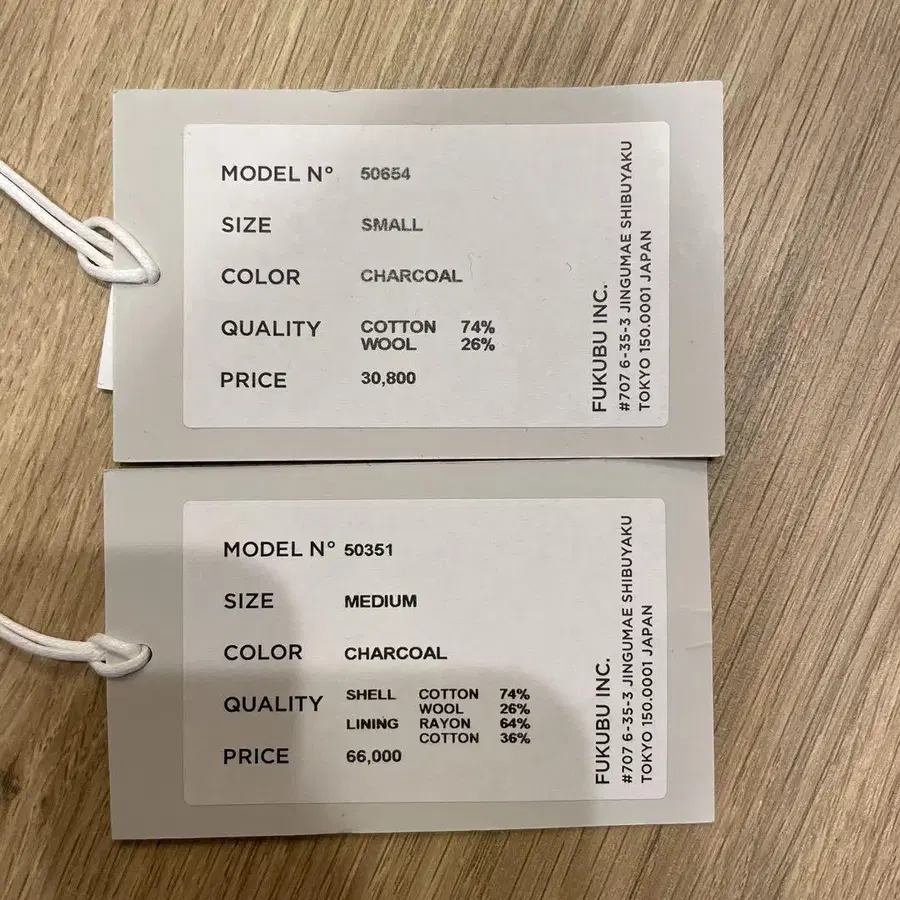 MODEL N° 50654
SIZE SMALL
COLOR CHARCOAL
QUALITY COTTON 74%
WOOL 26%
PRICE 30,800
FUKUBU INC.
#707 6-35-3 JINGUMAE SHIBUYAKU
TOKYO 150.0001 JAPAN
MODEL N° 50351
SIZE MEDIUM
COLOR CHARCOAL
QUALITY SHELL COTTON 74%
WOOL 26%
LINING RAYON 64%
COTTON 36%
PRICE 66,000
FUKUBU INC.
#707 6-35-3 JINGUMAE SHIBUYAKU
TOKYO 150.0001 JAPAN